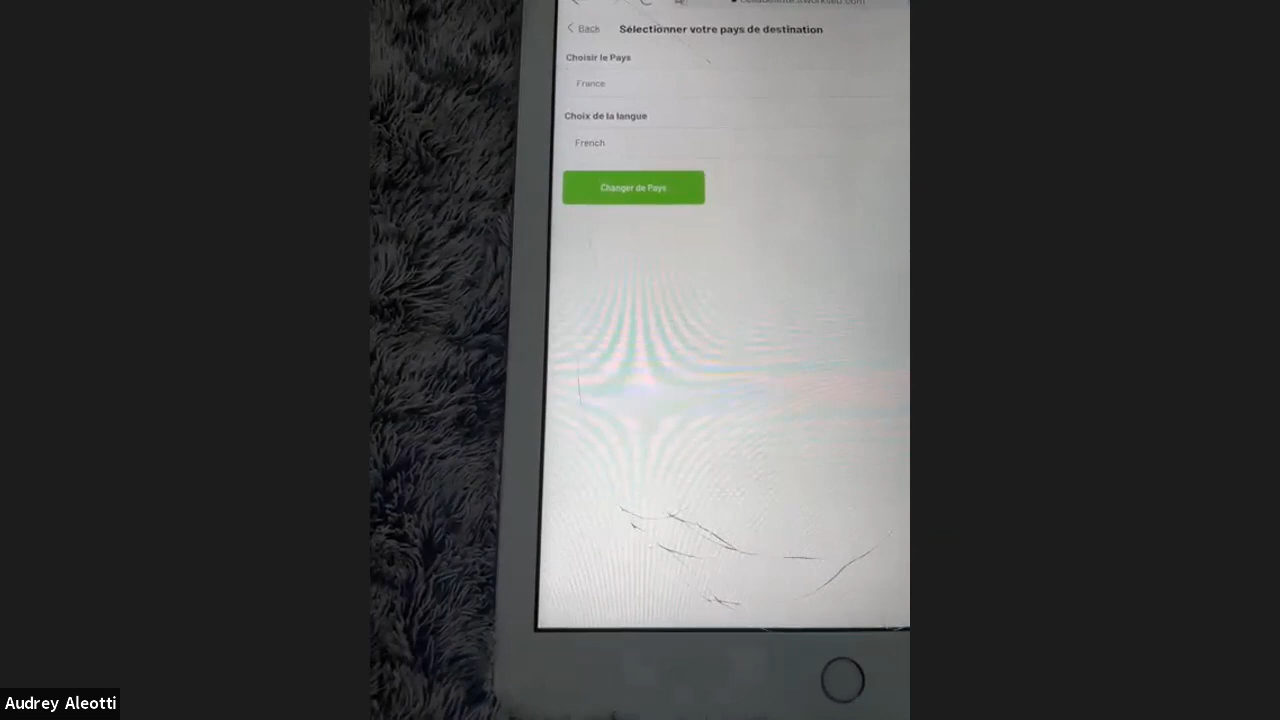 Back
Sélectionner votre pays de destination
Choisir le Pays
France
Choix de la langue
French
Changer de Pays
Audrey Aleotti